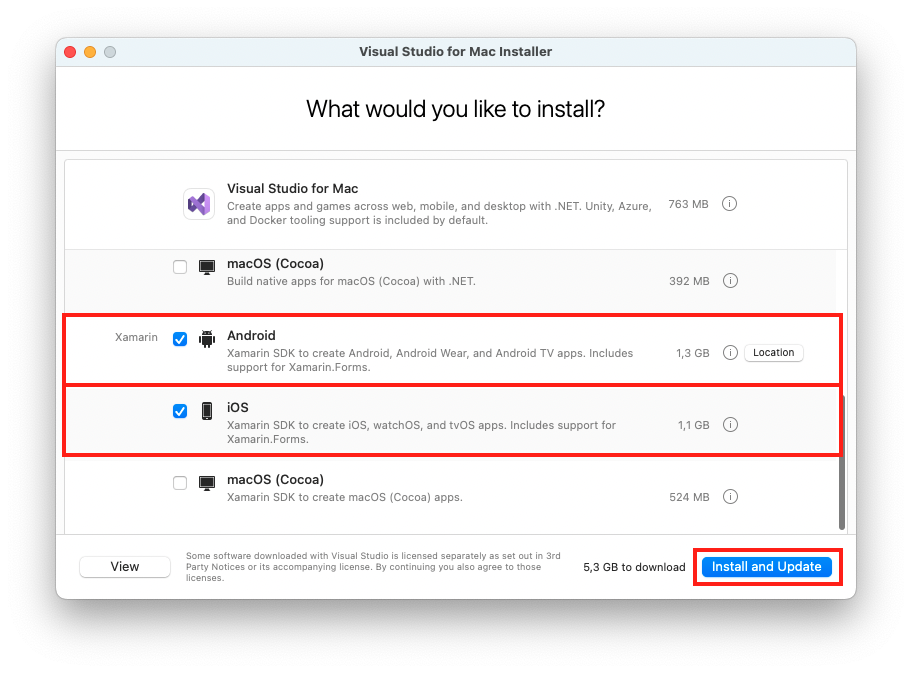 Visual Studio for Mac Installer
What would you like to install?
Visual Studio for Mac
Create apps and games across web, mobile, and desktop with .NET. Unity, Azure,
and Docker tooling support is included by default.
763 MB
macOS (Cocoa)
Build native apps for macOS (Cocoa) with .NET.
392 MB
Xamarin
Android
Xamarin SDK to create Android, Android Wear, and Android TV apps. Includes
support for Xamarin.Forms.
1,3 GB
Location
iOS
Xamarin SDK to create iOS, watchOS, and tvOS apps. Includes support for
Xamarin.Forms.
1,1 GB
macOS (Cocoa)
Xamarin SDK to create macOS (Cocoa) apps.
524 MB
View
Some software downloaded with Visual Studio is licensed separately as set out in 3rd
Party Notices or its accompanying license. By continuing you also agree to those
licenses.
5,3 GB to download
Install and Update